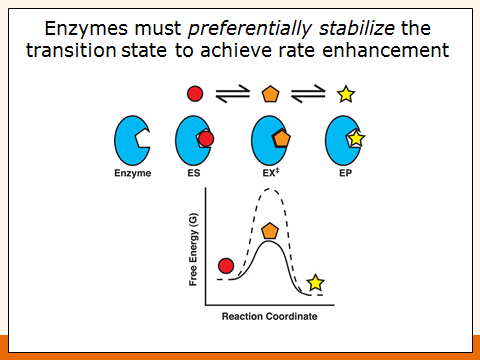 Enzymes must preferentially stabilize the
transition state to achieve rate enhancement
Enzyme ES EX‡ EP
Free Energy (G)
Reaction Coordinate